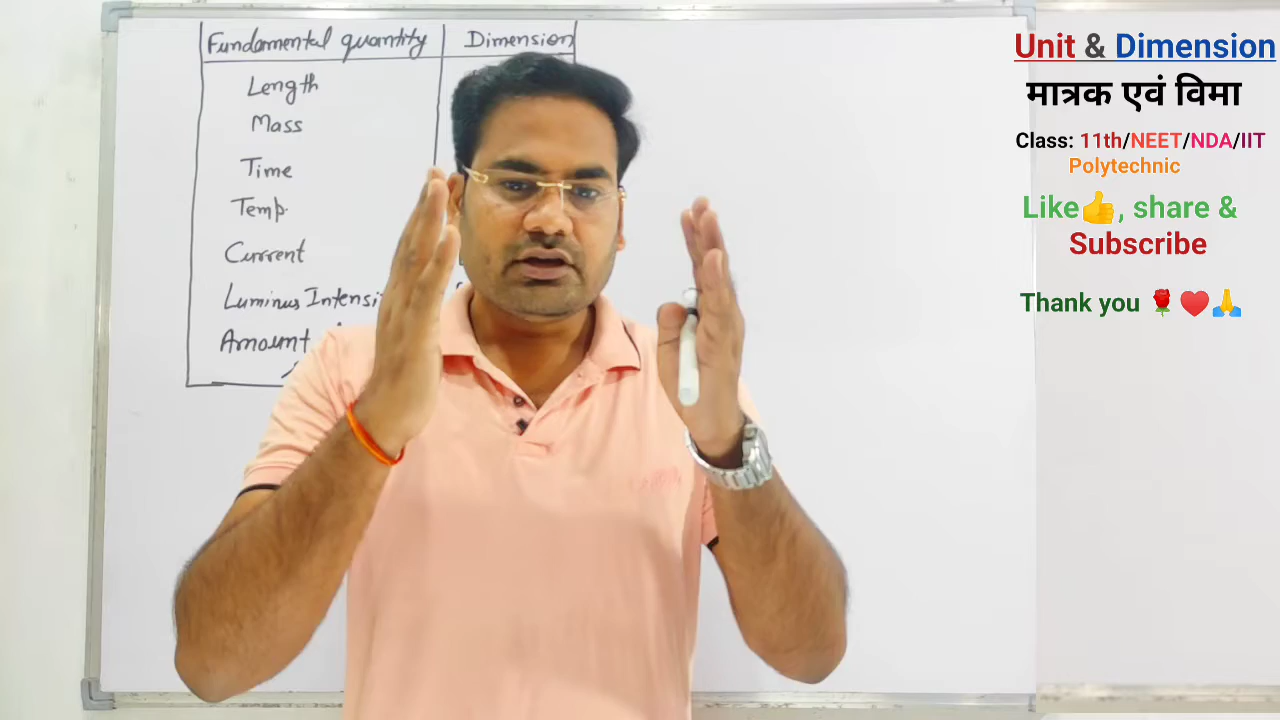 Fundamental quantity Dimension
Length
Mass
Time
Temp.
Current
Luminus Intensi
Amount
Unit & Dimension
मात्रक एवं विमा
Class: 11th/NEET/NDA/IIT
Polytechnic
Like👍, share &
Subscribe
Thank you 🌹♥️🙏